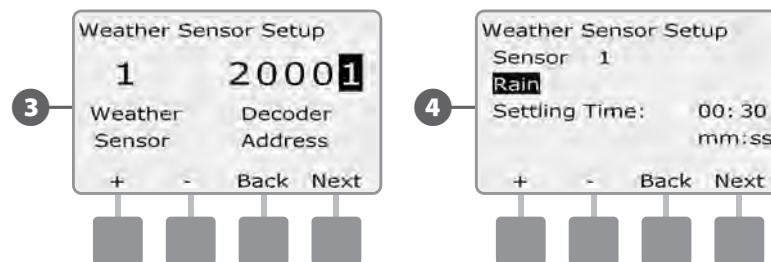 3
Weather Sensor Setup
1 20001
Weather Decoder
Sensor Address
+ - Back Next
4
Weather Sensor Setup
Sensor 1
Rain
Settling Time: 00:30
mm:ss
+ - Back Next